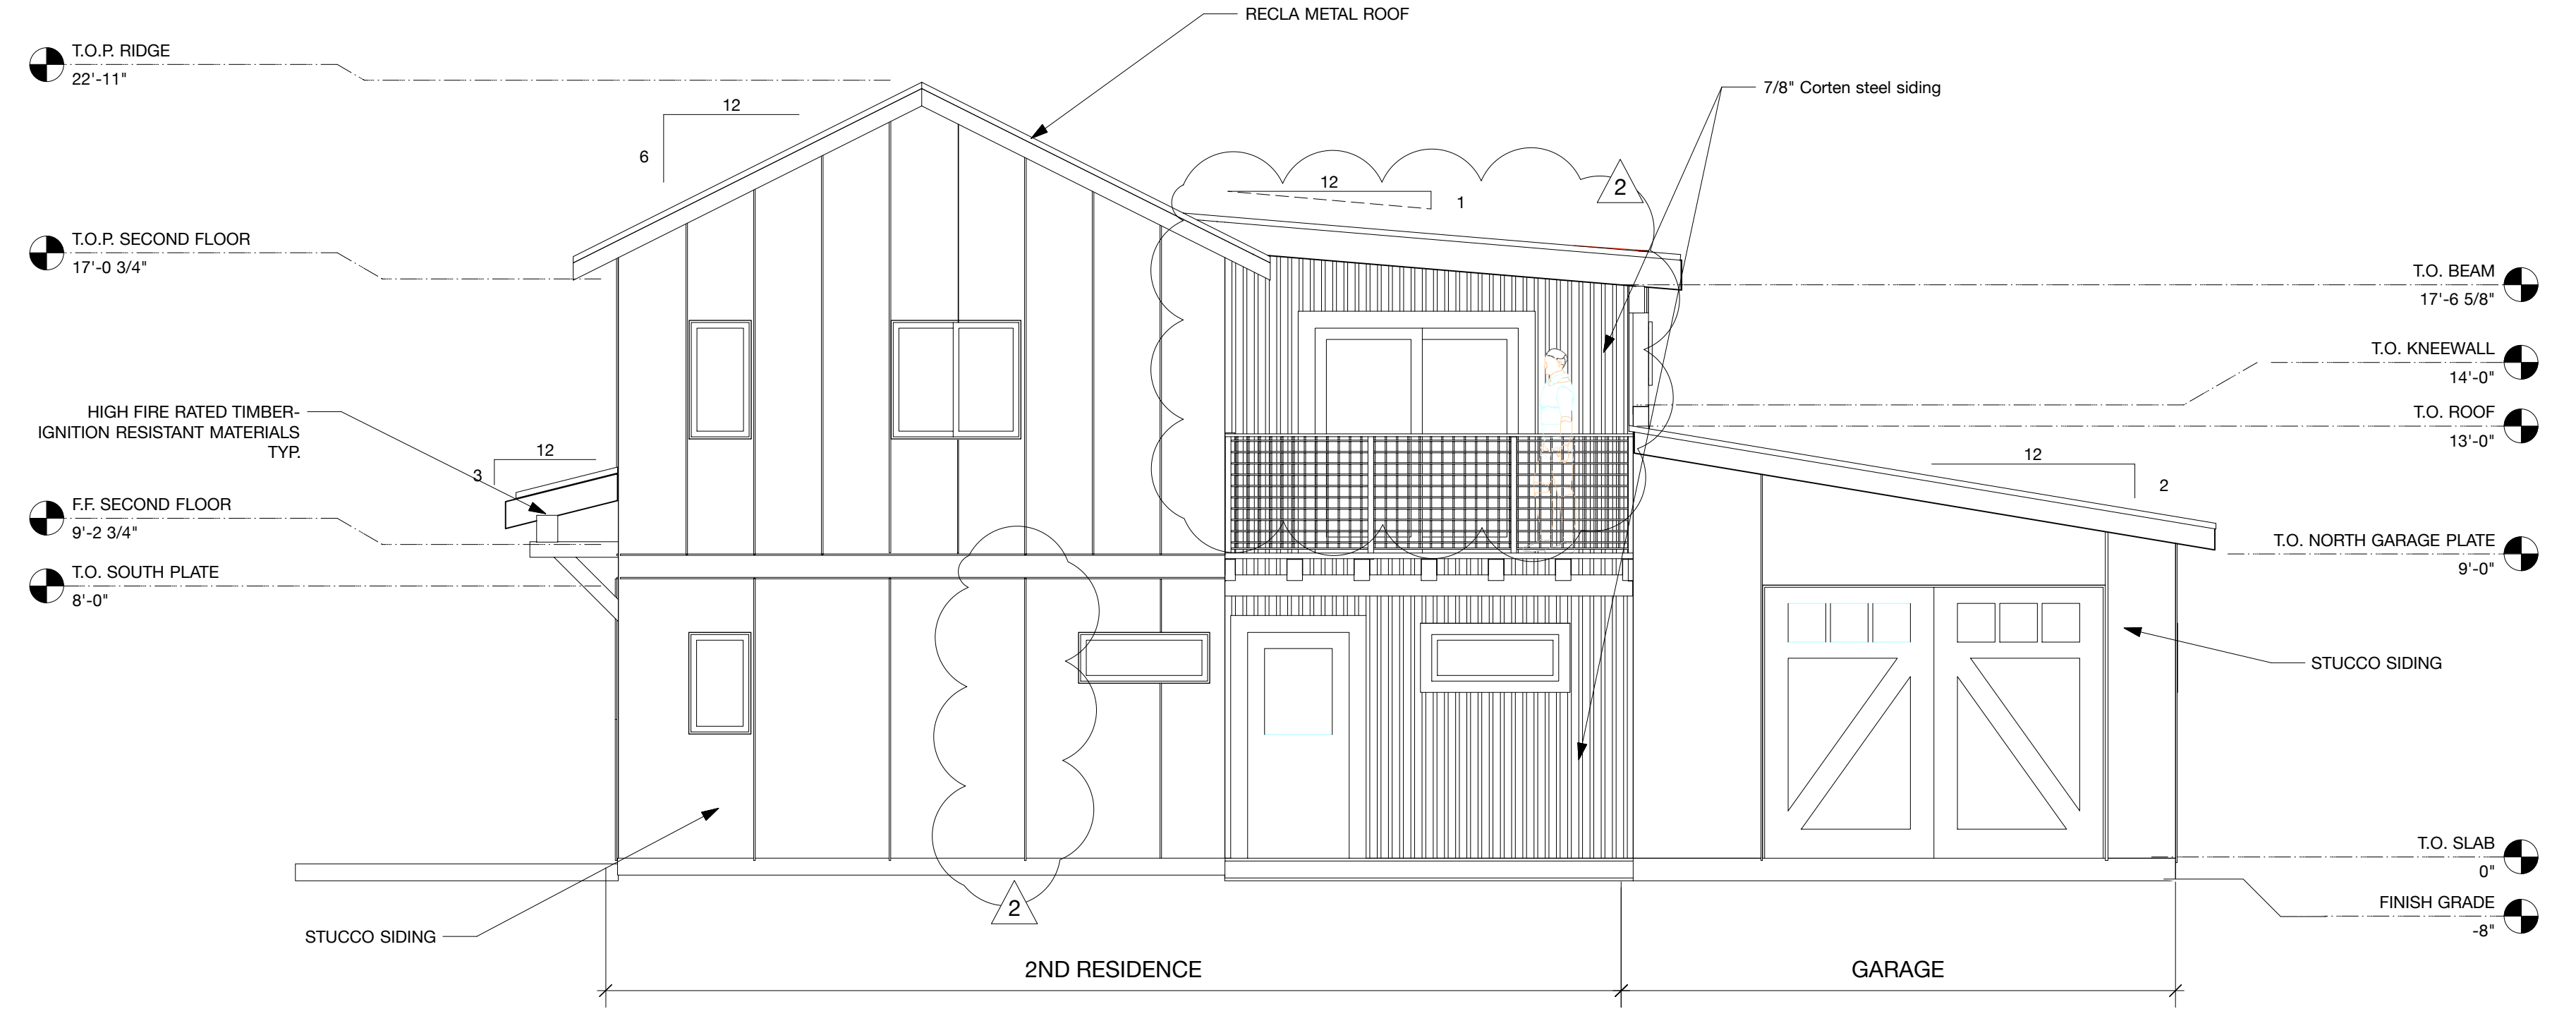 RECLA METAL ROOF
T.O.P. RIDGE
22'-11"
7/8" Corten steel siding
12
6
12
1
2
T.O.P. SECOND FLOOR
17'-0 3/4"
T.O. BEAM
17'-6 5/8"
T.O. KNEEWALL
14'-0"
HIGH FIRE RATED TIMBER-
IGNITION RESISTANT MATERIALS
TYP.
T.O. ROOF
13'-0"
12
3
12
2
F.F. SECOND FLOOR
9'-2 3/4"
T.O. NORTH GARAGE PLATE
9'-0"
T.O. SOUTH PLATE
8'-0"
STUCCO SIDING
T.O. SLAB
0"
FINISH GRADE
-8"
2
STUCCO SIDING
2ND RESIDENCE
GARAGE